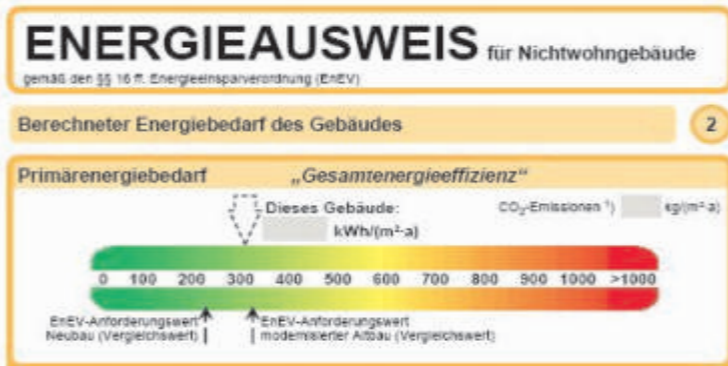 ENERGIEAUSWEIS für Nichtwohngebäude
gemäß den §§ 16 ff. Energieeinsparverordnung (EnEV)
Berechneter Energiebedarf des Gebäudes 2
Primärenergiebedarf „Gesamtenergieeffizienz“
Dieses Gebäude: CO₂-Emissionen ¹) kg/(m²·a)
kWh/(m²·a)
0 100 200 300 400 500 600 700 800 900 1000 >1000
EnEV-Anforderungswert EnEV-Anforderungswert
Neubau (Vergleichswert) modernisierter Altbau (Vergleichswert)